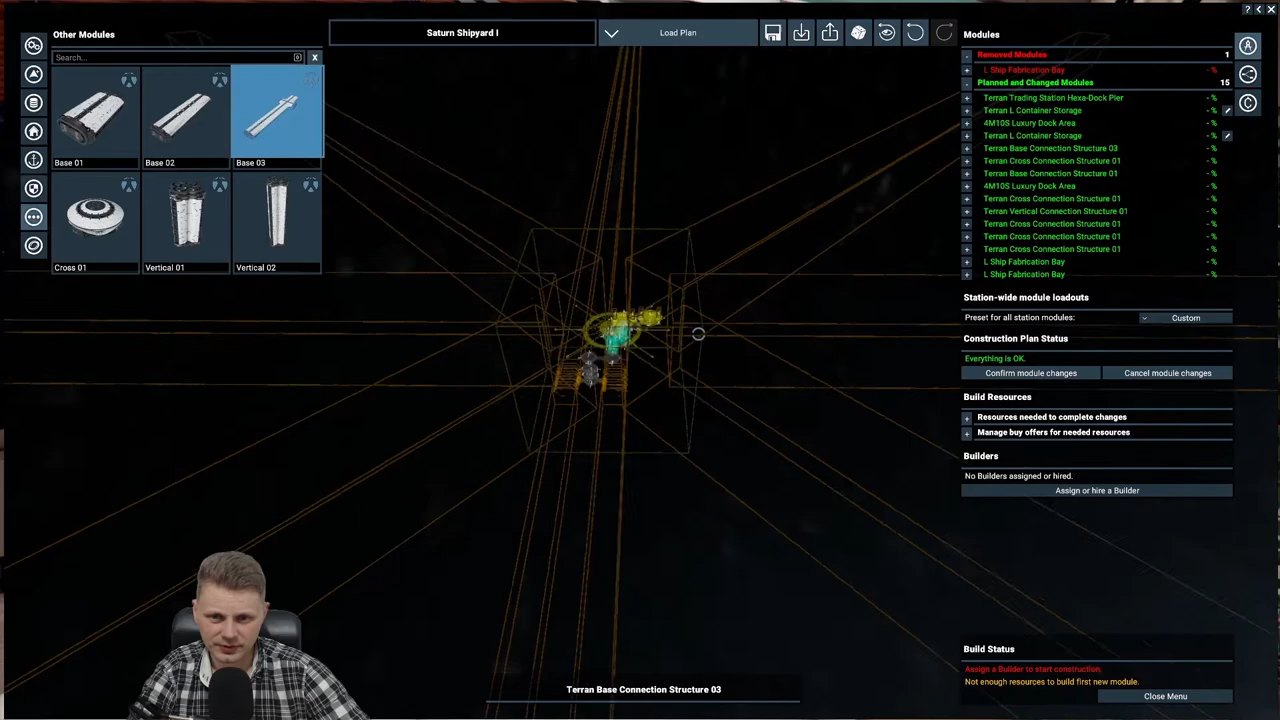 Other Modules
Search...
X
Base 01
Base 02
Base 03
Cross 01
Vertical 01
Vertical 02
Saturn Shipyard I
Load Plan
?
Modules
- Removed Modules 1
+ L Ship Fabrication Bay - %
- Planned and Changed Modules 15
+ Terran Trading Station Hexa-Dock Pier - %
+ Terran L Container Storage - %
+ 4M10S Luxury Dock Area - %
+ Terran L Container Storage - %
+ Terran Base Connection Structure 03 - %
+ Terran Cross Connection Structure 01 - %
+ Terran Base Connection Structure 01 - %
+ 4M10S Luxury Dock Area - %
+ Terran Cross Connection Structure 01 - %
+ Terran Vertical Connection Structure 01 - %
+ Terran Cross Connection Structure 01 - %
+ Terran Cross Connection Structure 01 - %
+ Terran Cross Connection Structure 01 - %
+ L Ship Fabrication Bay - %
+ L Ship Fabrication Bay - %
Station-wide module loadouts
Preset for all station modules: Custom
Construction Plan Status
Everything is OK.
Confirm module changes Cancel module changes
Build Resources
+ Resources needed to complete changes
+ Manage buy offers for needed resources
Builders
No Builders assigned or hired.
Assign or hire a Builder
Build Status
Assign a Builder to start construction.
Not enough resources to build first new module.
Close Menu
Terran Base Connection Structure 03